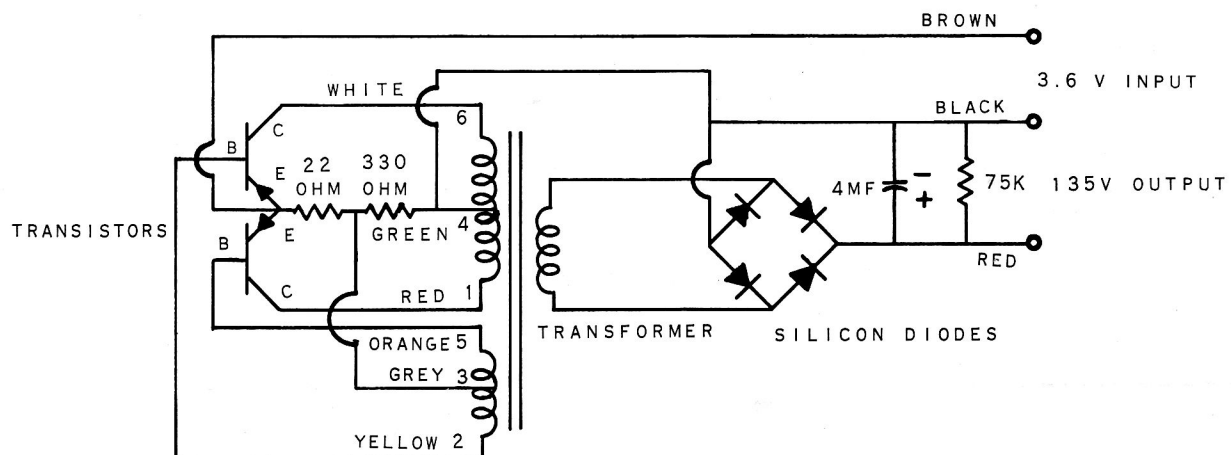 BROWN
3.6 V INPUT
WHITE
BLACK
6
C
B
E
22 OHM
330 OHM
4MF
-
+
75K
135V OUTPUT
TRANSISTORS
B
E
GREEN
4
C
RED
1
RED
TRANSFORMER
SILICON DIODES
ORANGE 5
GREY 3
YELLOW 2